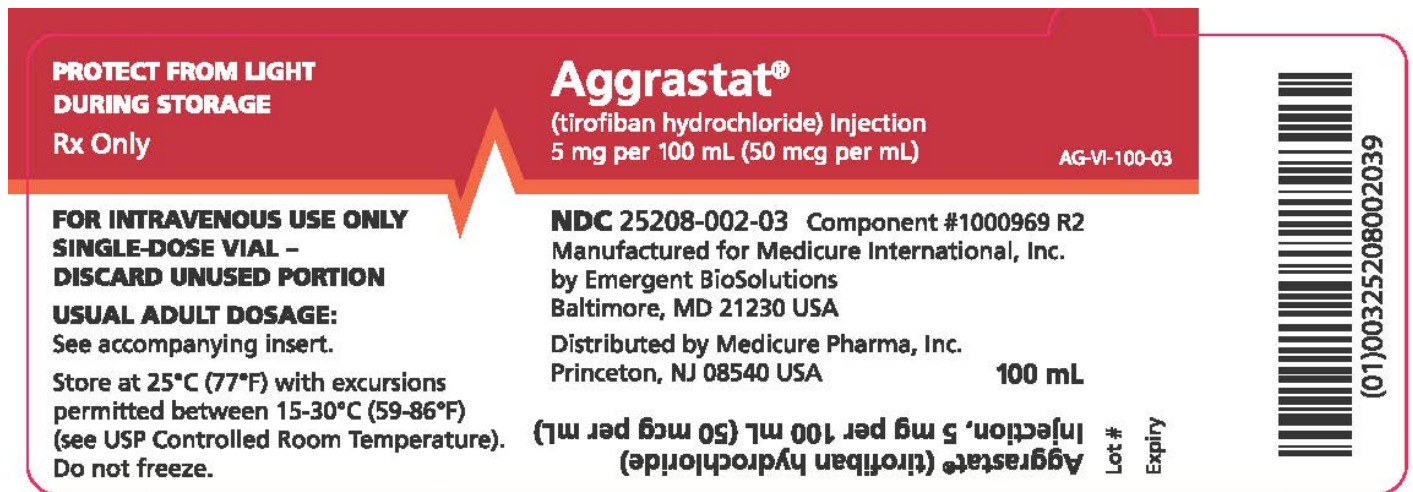 PROTECT FROM LIGHT
DURING STORAGE
Rx Only
FOR INTRAVENOUS USE ONLY
SINGLE-DOSE VIAL –
DISCARD UNUSED PORTION
USUAL ADULT DOSAGE:
See accompanying insert.
Store at 25°C (77°F) with excursions
permitted between 15-30°C (59-86°F)
(see USP Controlled Room Temperature).
Do not freeze.
Aggrastat®
(tirofiban hydrochloride) Injection
5 mg per 100 mL (50 mcg per mL)
AG-VI-100-03
NDC 25208-002-03 Component #1000969 R2
Manufactured for Medicure International, Inc.
by Emergent BioSolutions
Baltimore, MD 21230 USA
Distributed by Medicure Pharma, Inc.
Princeton, NJ 08540 USA
100 mL
Aggrastat® (tirofiban hydrochloride)
Injection, 5 mg per 100 mL (50 mcg per mL)
Lot #
Expiry
(01)00325208002039